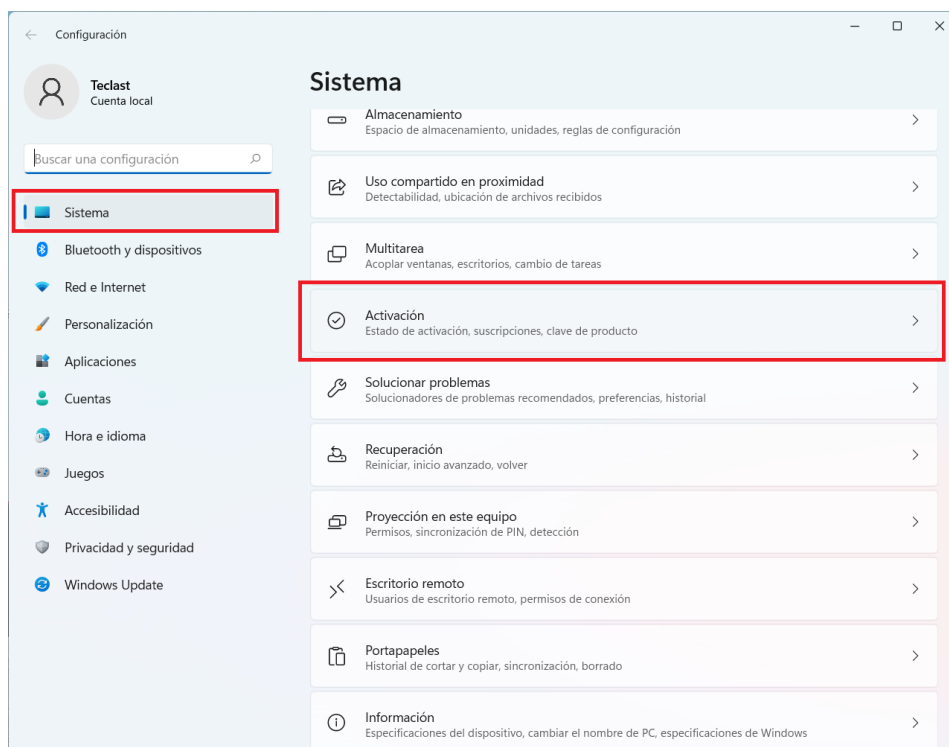 Configuración
Teclast
Cuenta local
Buscar una configuración
Sistema
Bluetooth y dispositivos
Red e Internet
Personalización
Aplicaciones
Cuentas
Hora e idioma
Juegos
Accesibilidad
Privacidad y seguridad
Windows Update
Sistema
Almacenamiento
Espacio de almacenamiento, unidades, reglas de configuración
Uso compartido en proximidad
Detectabilidad, ubicación de archivos recibidos
Multitarea
Acoplar ventanas, escritorios, cambio de tareas
Activación
Estado de activación, suscripciones, clave de producto
Solucionar problemas
Solucionadores de problemas recomendados, preferencias, historial
Recuperación
Reiniciar, inicio avanzado, volver
Proyección en este equipo
Permisos, sincronización de PIN, detección
Escritorio remoto
Usuarios de escritorio remoto, permisos de conexión
Portapapeles
Historial de cortar y copiar, sincronización, borrado
Información
Especificaciones del dispositivo, cambiar el nombre de PC, especificaciones de Windows